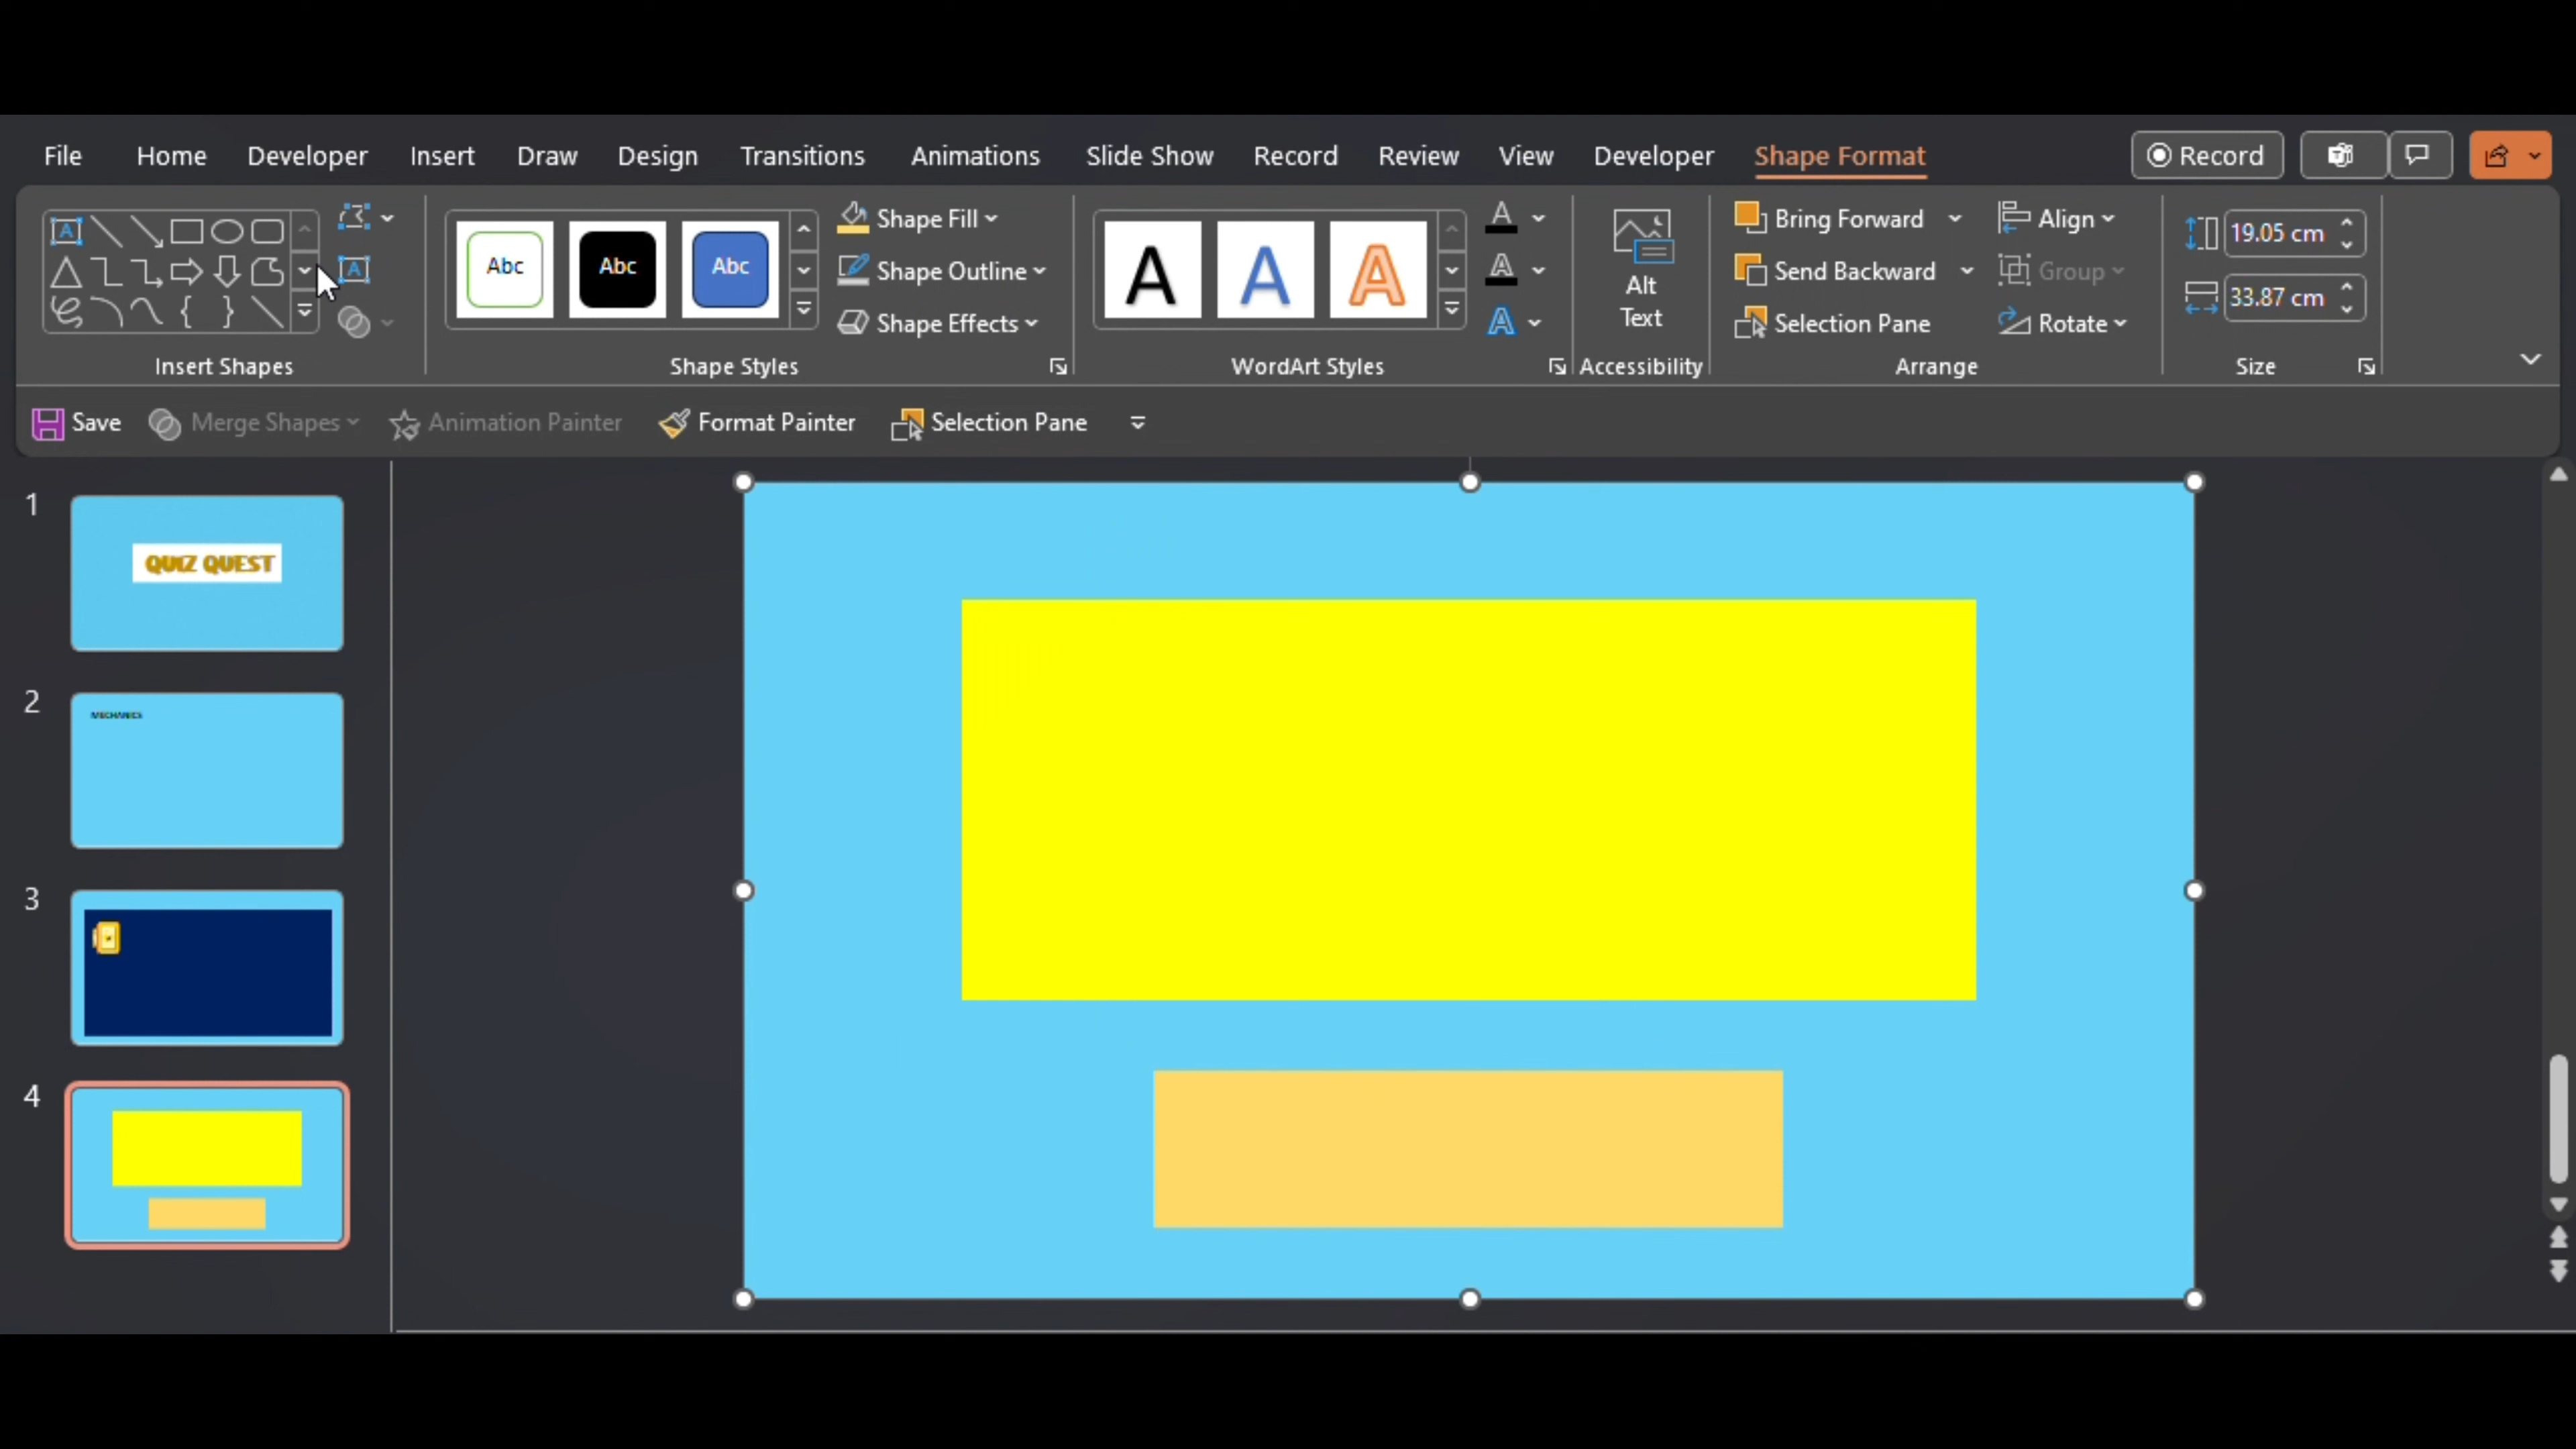 File Home Developer Insert Draw Design Transitions Animations Slide Show Record Review View Developer Shape Format Record
A
A
Abc Abc Abc
Shape Fill
Shape Outline
Shape Effects
A A A
A
A
A
Alt
Text
Bring Forward
Send Backward
Selection Pane
Align
Group
Rotate
19.05 cm
33.87 cm
Insert Shapes Shape Styles WordArt Styles Accessibility Arrange Size
Save Merge Shapes Animation Painter Format Painter Selection Pane
1
QUIZ QUEST
2
MECHANICS
3
4